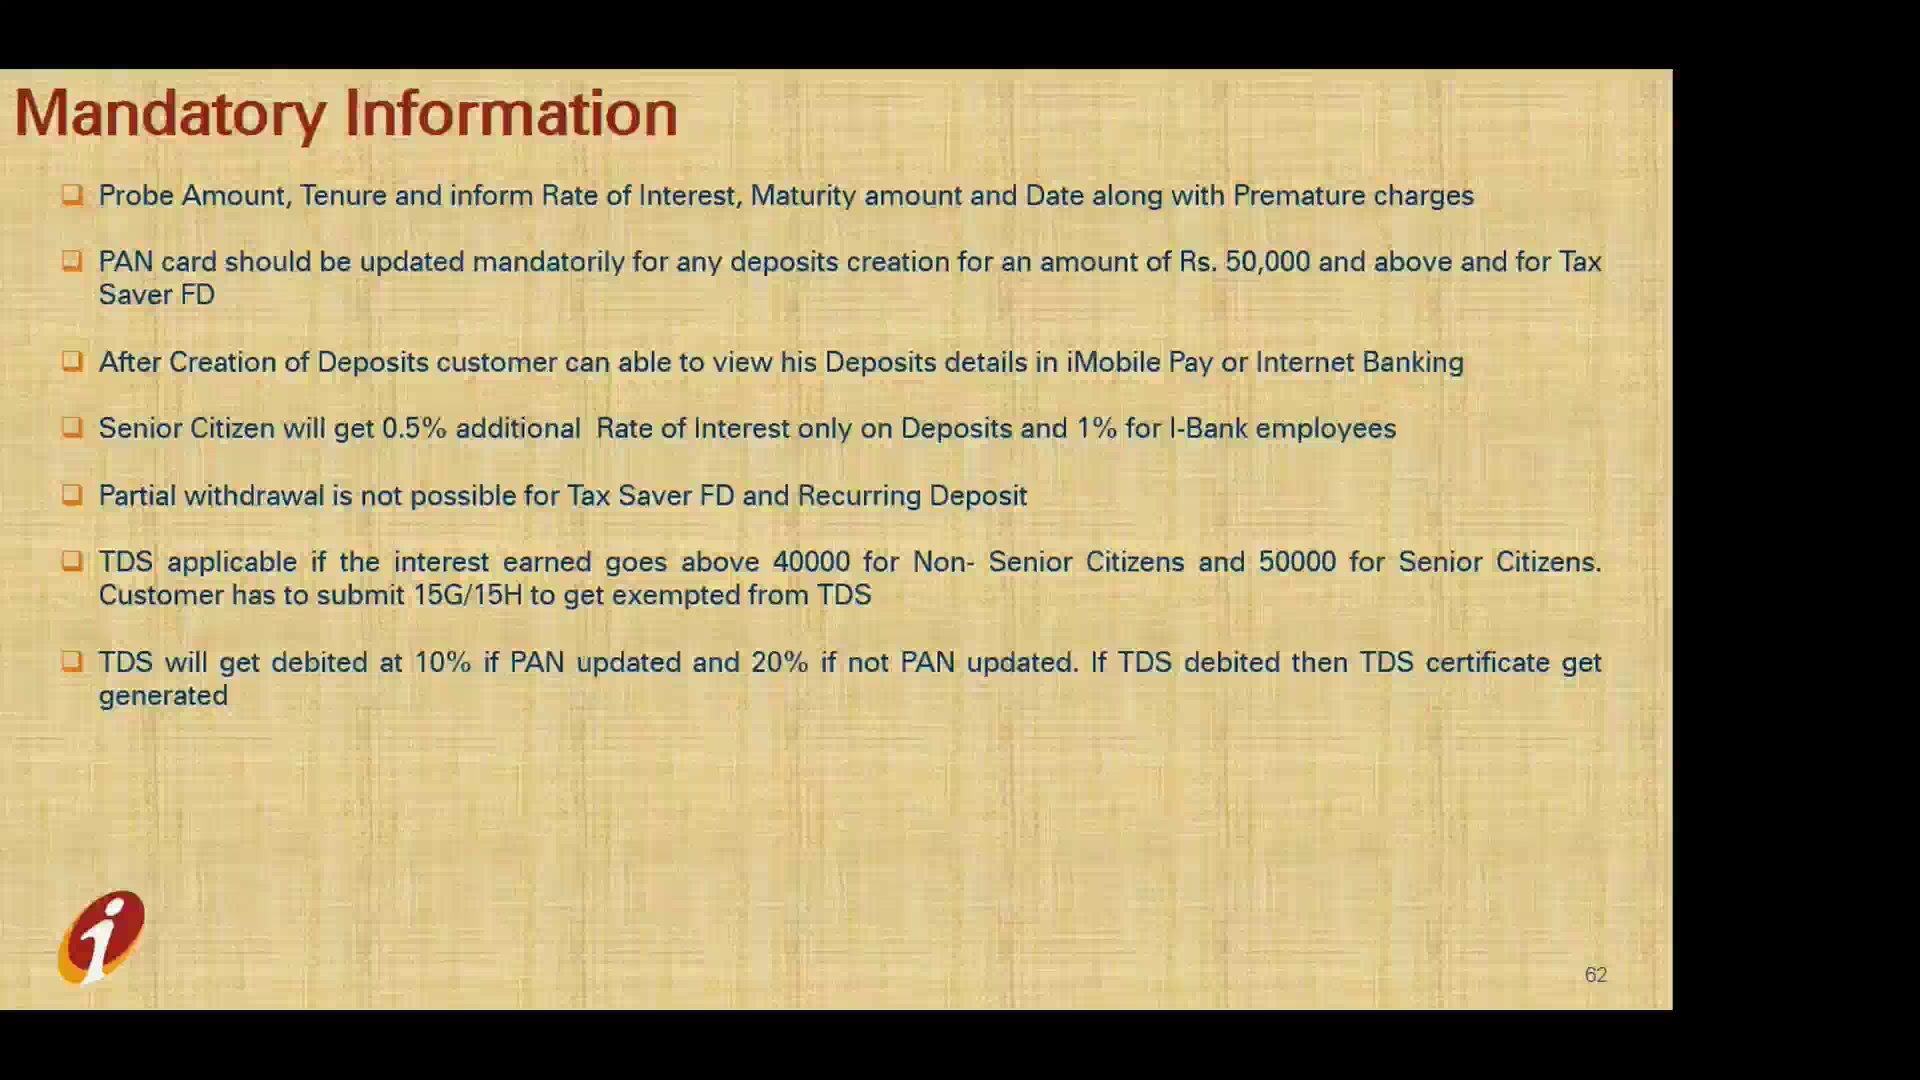 Mandatory Information
Probe Amount, Tenure and inform Rate of Interest, Maturity amount and Date along with Premature charges
PAN card should be updated mandatorily for any deposits creation for an amount of Rs. 50,000 and above and for Tax
Saver FD
After Creation of Deposits customer can able to view his Deposits details in iMobile Pay or Internet Banking
Senior Citizen will get 0.5% additional  Rate of Interest only on Deposits and 1% for I-Bank employees
Partial withdrawal is not possible for Tax Saver FD and Recurring Deposit
TDS applicable if the interest earned goes above 40000 for Non- Senior Citizens and 50000 for Senior Citizens.
Customer has to submit 15G/15H to get exempted from TDS
TDS will get debited at 10% if PAN updated and 20% if not PAN updated. If TDS debited then TDS certificate get
generated
i
62